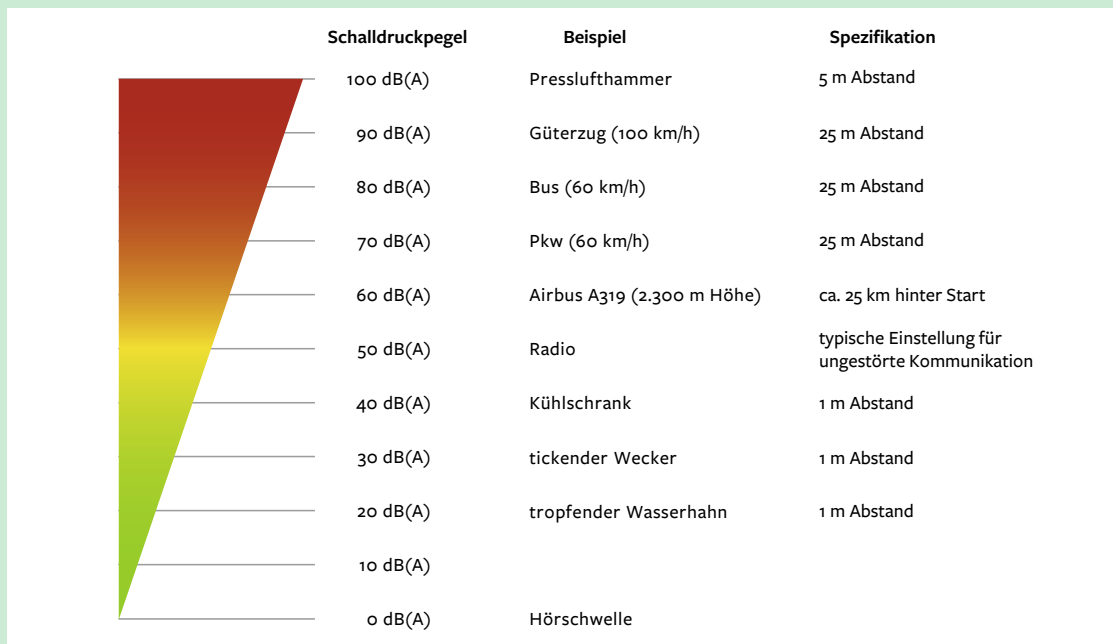 Schalldruckpegel Beispiel Spezifikation
100 dB(A) Presslufthammer 5 m Abstand
90 dB(A) Güterzug (100 km/h) 25 m Abstand
80 dB(A) Bus (60 km/h) 25 m Abstand
70 dB(A) Pkw (60 km/h) 25 m Abstand
60 dB(A) Airbus A319 (2.300 m Höhe) ca. 25 km hinter Start
50 dB(A) Radio typische Einstellung für
ungestörte Kommunikation
40 dB(A) Kühlschrank 1 m Abstand
30 dB(A) tickender Wecker 1 m Abstand
20 dB(A) tropfender Wasserhahn 1 m Abstand
10 dB(A)
0 dB(A) Hörschwelle